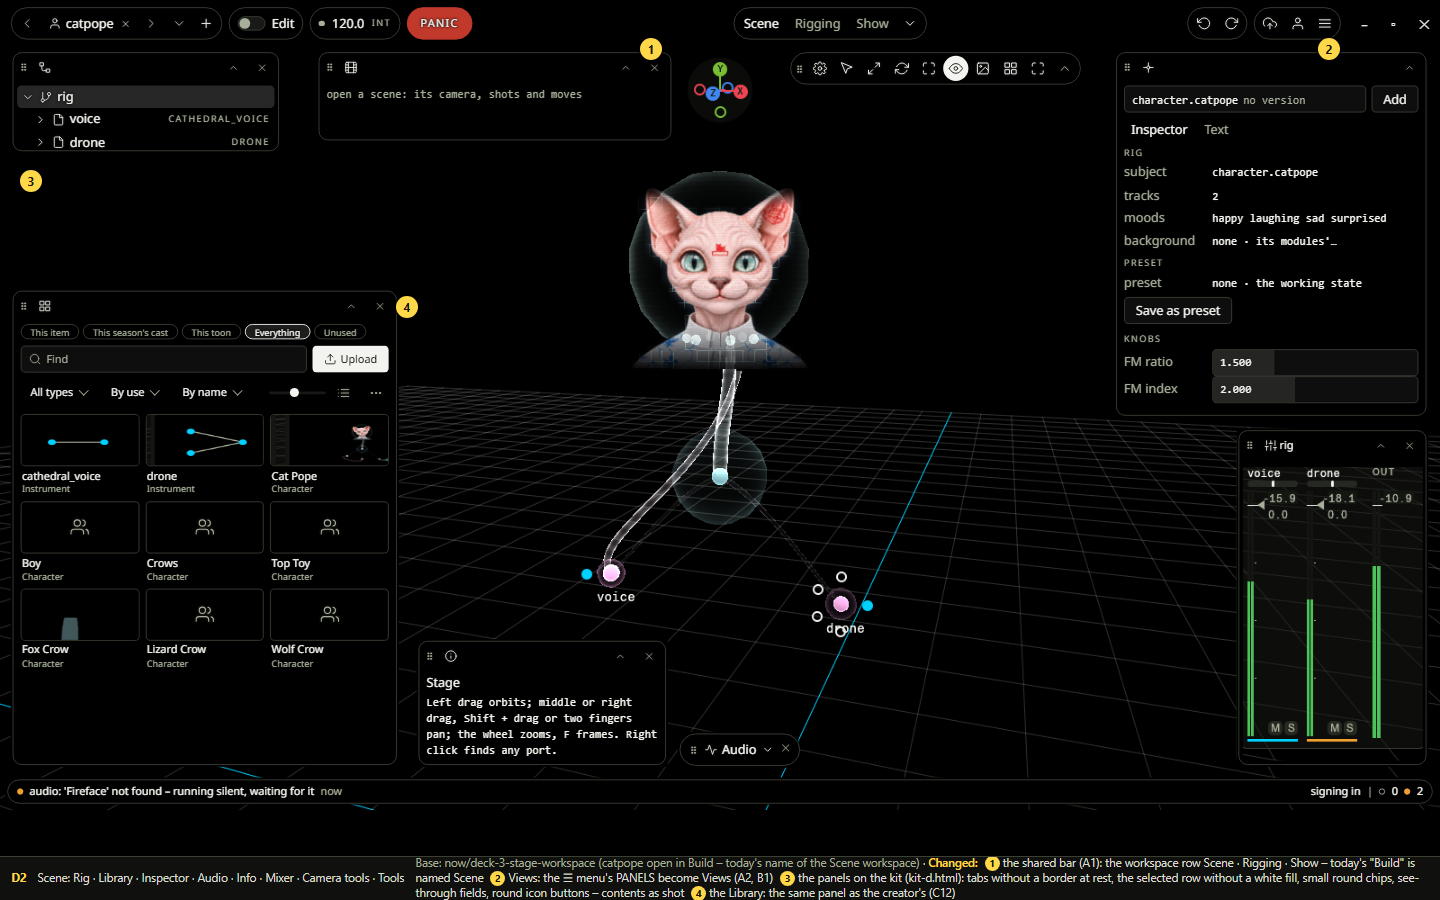 catpope
Edit
120.0 INT
PANIC
Scene Rigging Show
1
2
rig
voice CATHEDRAL_VOICE
drone DRONE
3
open a scene: its camera, shots and moves
Y
Z
X
character.catpope no version
Add
Inspector Text
RIG
subject character.catpope
tracks 2
moods happy laughing sad surprised
background none · its modules'…
PRESET
preset none · the working state
Save as preset
KNOBS
FM ratio 1.500
FM index 2.000
4
This item This season's cast This toon Everything Unused
Find
Upload
All types By use By name
cathedral_voice
Instrument
drone
Instrument
Cat Pope
Character
Boy
Character
Crows
Character
Top Toy
Character
Fox Crow
Character
Lizard Crow
Character
Wolf Crow
Character
voice
drone
Stage
Left drag orbits; middle or right
drag, Shift + drag or two fingers
pan; the wheel zooms, F frames. Right
click finds any port.
Audio
rig
voice drone OUT
-15.9 -18.1 -10.9
0.0 0.0
M S M S
audio: 'Fireface' not found – running silent, waiting for it now
signing in | 0 2
D2 Scene: Rig · Library · Inspector · Audio · Info · Mixer · Camera tools · Tools
Base: now/deck-3-stage-workspace (catpope open in Build – today's name of the Scene workspace) · Changed: 1 the shared bar (A1): the workspace row Scene · Rigging · Show – today's "Build" is
named Scene 2 Views: the ☰ menu's PANELS become Views (A2, B1) 3 the panels on the kit (kit-d.html): tabs without a border at rest, the selected row without a white fill, small round chips, see-
through fields, round icon buttons – contents as shot 4 the Library: the same panel as the creator's (C12)